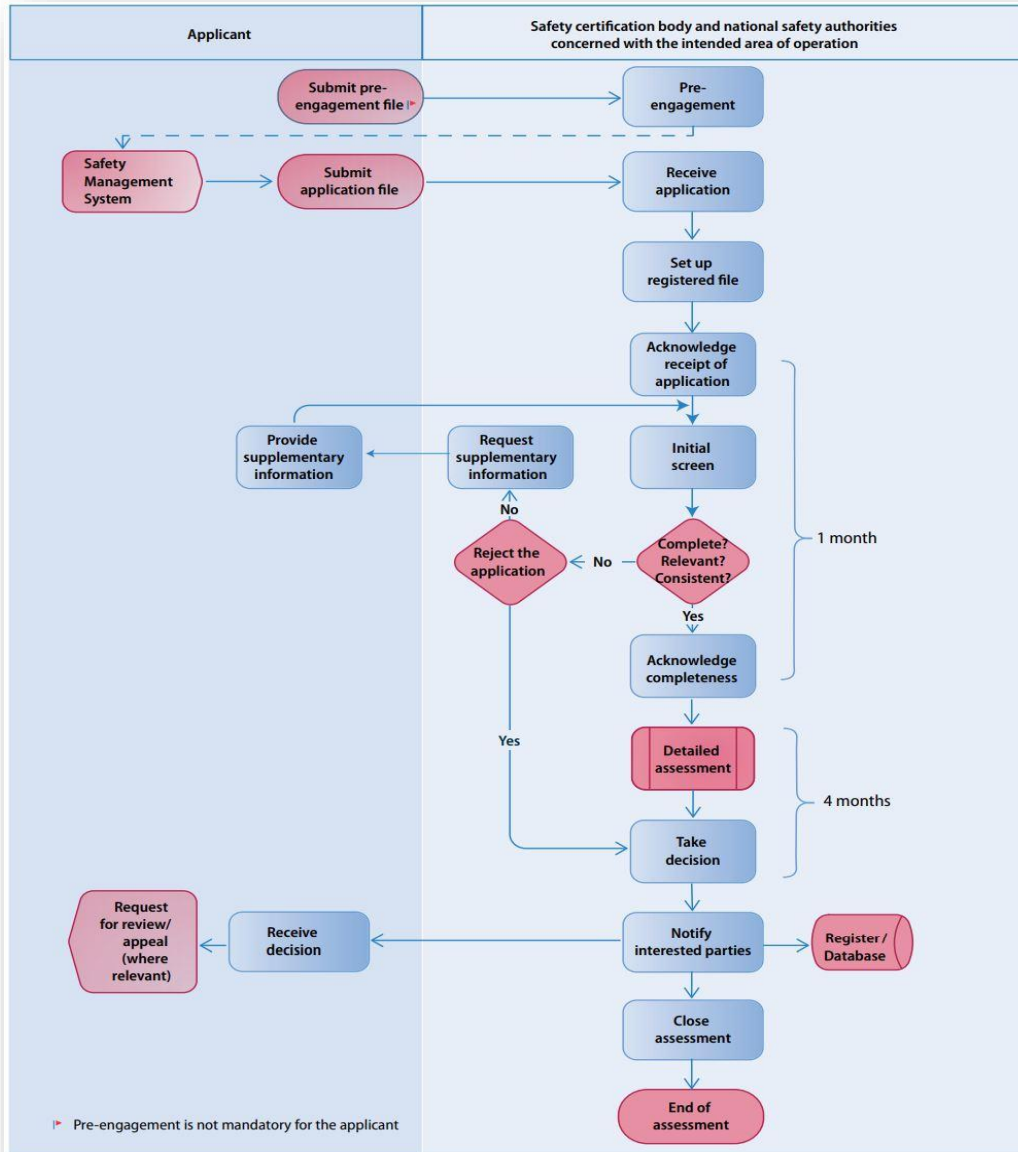 Applicant
Safety certification body and national safety authorities
concerned with the intended area of operation
Submit pre-
engagement file
Pre-
engagement
Safety
Management
System
Submit
application file
Receive
application
Set up
registered file
Acknowledge
receipt of
application
Provide
supplementary
information
Request
supplementary
information
Initial
screen
No
Reject the
application
No
Complete?
Relevant?
Consistent?
1 month
Yes
Acknowledge
completeness
Yes
Detailed
assessment
4 months
Take
decision
Request
for review/
appeal
(where
relevant)
Receive
decision
Notify
interested parties
Register /
Database
Close
assessment
End of
assessment
Pre-engagement is not mandatory for the applicant